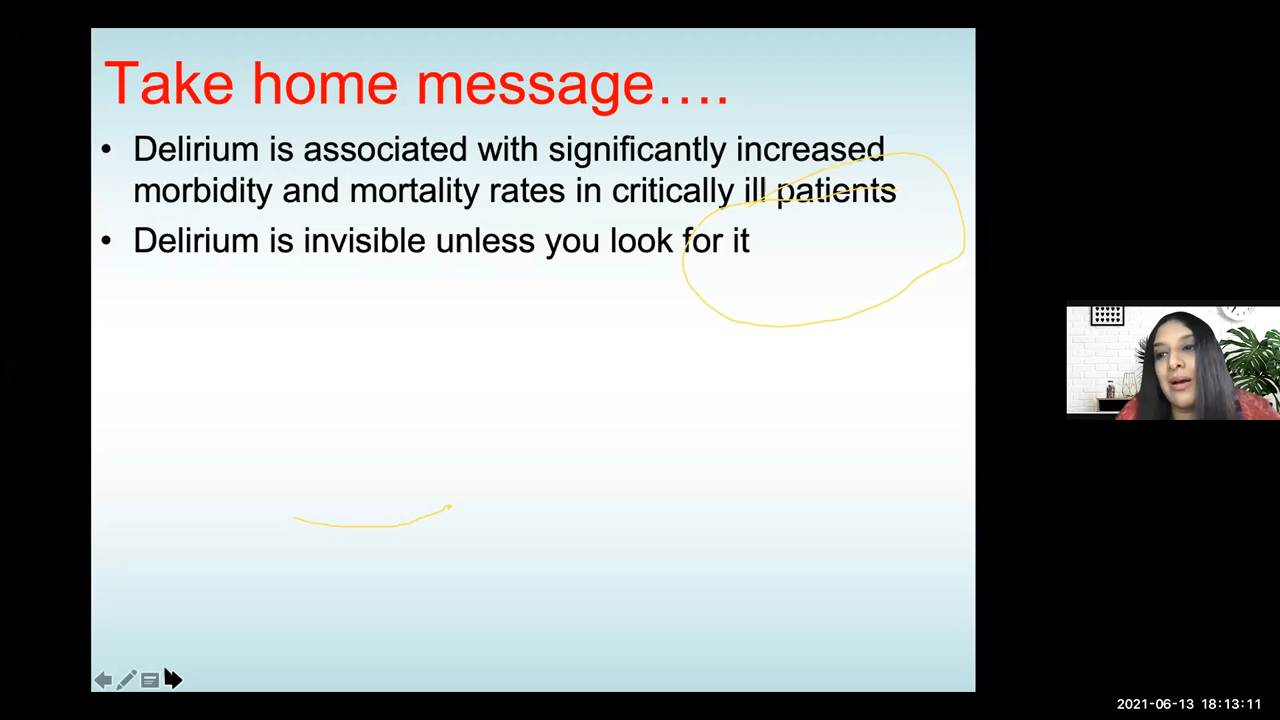 Take home message….
• Delirium is associated with significantly increased
morbidity and mortality rates in critically ill patients
• Delirium is invisible unless you look for it
2021-06-13 18:13:11